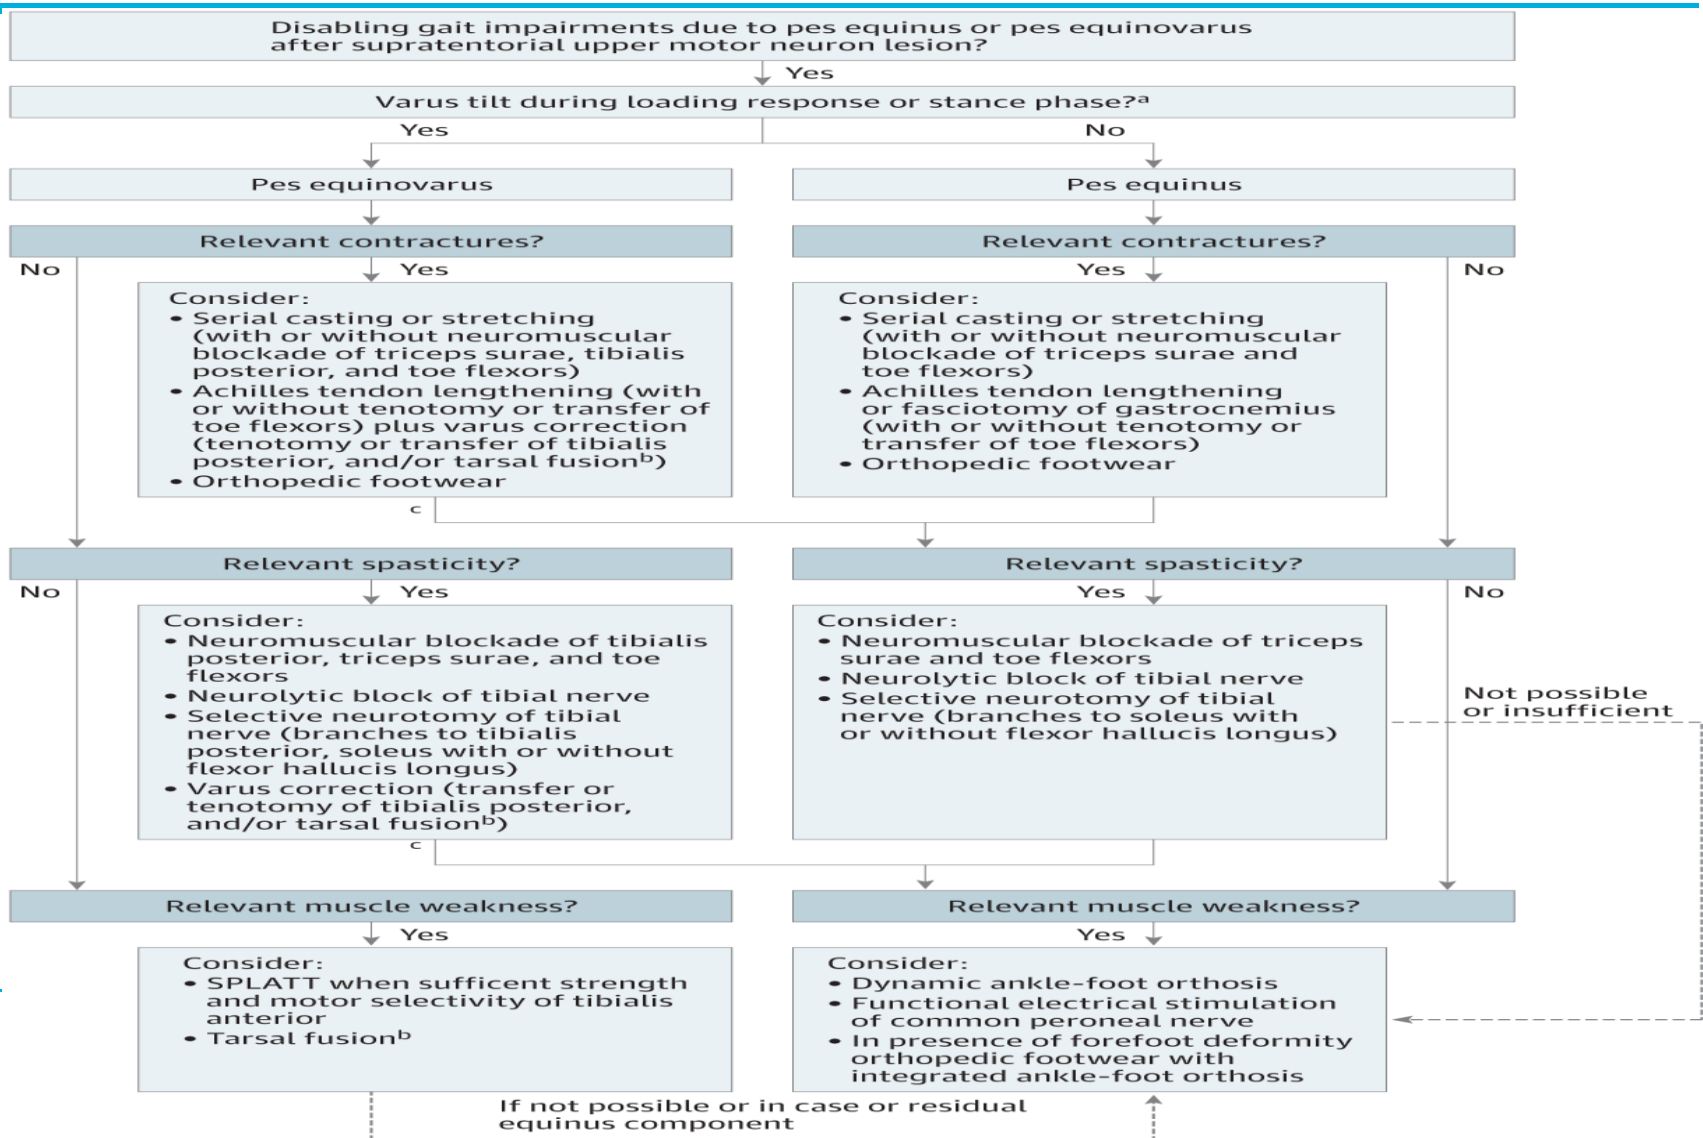 Disabling gait impairments due to pes equinus or pes equinovarus
after supratentorial upper motor neuron lesion?
Yes
Varus tilt during loading response or stance phase?a
Yes
No
Pes equinovarus
Pes equinus
Relevant contractures?
Relevant contractures?
No
Yes
Yes
No
Consider:
• Serial casting or stretching
(with or without neuromuscular
blockade of triceps surae, tibialis
posterior, and toe flexors)
• Achilles tendon lengthening (with
or without tenotomy or transfer of
toe flexors) plus varus correction
(tenotomy or transfer of tibialis
posterior, and/or tarsal fusionb)
• Orthopedic footwear
c
Consider:
• Serial casting or stretching
(with or without neuromuscular
blockade of triceps surae and
toe flexors)
• Achilles tendon lengthening
or fasciotomy of gastrocnemius
(with or without tenotomy or
transfer of toe flexors)
• Orthopedic footwear
Relevant spasticity?
Relevant spasticity?
No
Yes
Yes
No
Consider:
• Neuromuscular blockade of tibialis
posterior, triceps surae, and toe
flexors
• Neurolytic block of tibial nerve
• Selective neurotomy of tibial
nerve (branches to tibialis
posterior, soleus with or without
flexor hallucis longus)
• Varus correction (transfer or
tenotomy of tibialis posterior,
and/or tarsal fusionb)
c
Consider:
• Neuromuscular blockade of triceps
surae and toe flexors
• Neurolytic block of tibial nerve
• Selective neurotomy of tibial
nerve (branches to soleus with
or without flexor hallucis longus)
Not possible
or insufficient
Relevant muscle weakness?
Relevant muscle weakness?
Yes
Yes
Consider:
• SPLATT when sufficent strength
and motor selectivity of tibialis
anterior
• Tarsal fusionb
Consider:
• Dynamic ankle-foot orthosis
• Functional electrical stimulation
of common peroneal nerve
• In presence of forefoot deformity
orthopedic footwear with
integrated ankle-foot orthosis
If not possible or in case or residual
equinus component